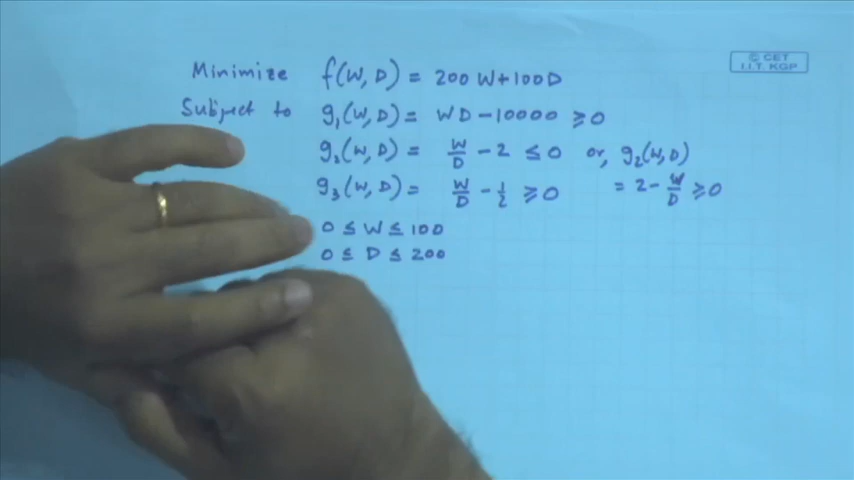 © CET
I.I.T. KGP
Minimize f(W, D) = 200 W + 100 D
Subject to g₁(W, D) = WD - 10000 ⩾ 0
g₂(W, D) = W/D - 2 ≤ 0 or, g₂(W, D)
= 2 - W/D ⩾ 0
g₃(W, D) = W/D - 1/2 ⩾ 0
0 ≤ W ≤ 100
0 ≤ D ≤ 200